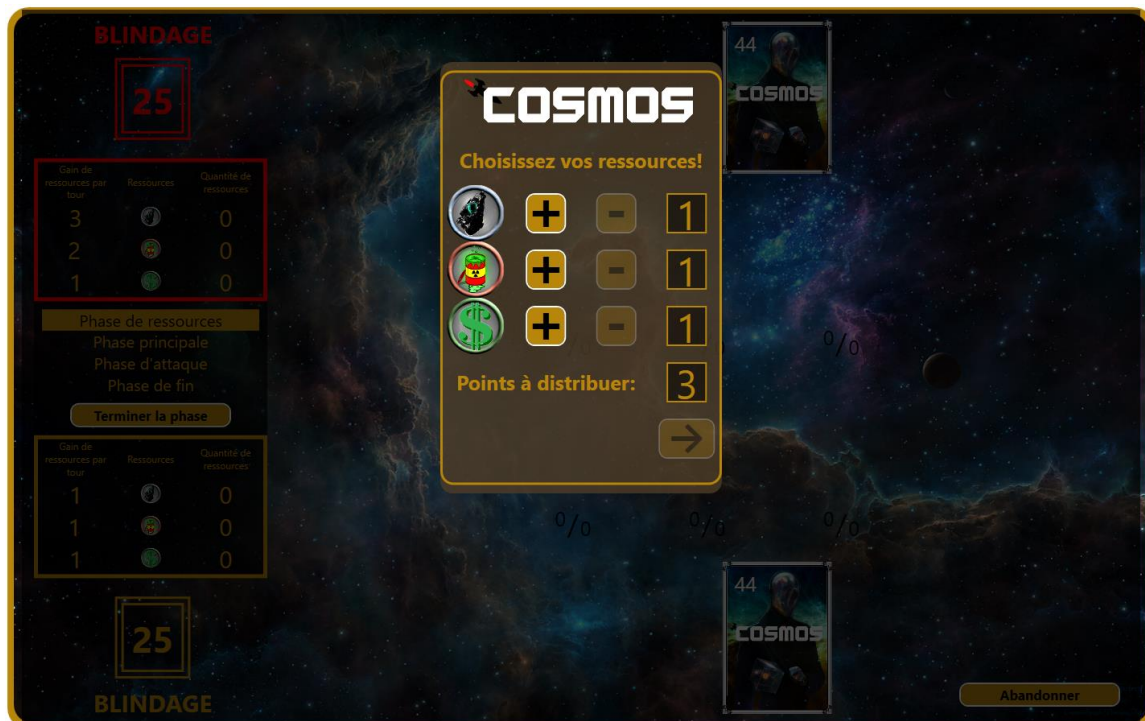 BLINDAGE
25
Gain de
ressources par
tour
Ressources
Quantité de
ressources
3 0
2 0
1 0
Phase de ressources
Phase principale
Phase d'attaque
Phase de fin
Terminer la phase
Gain de
ressources par
tour
Ressources
Quantité de
ressources
1 0
1 0
1 0
25
BLINDAGE
COSMOS
Choisissez vos ressources!
+ - 1
+ - 1
$ + - 1
Points à distribuer: 3
→
44
COSMOS
0/0
0/0 0/0 0/0
44
COSMOS
Abandonner